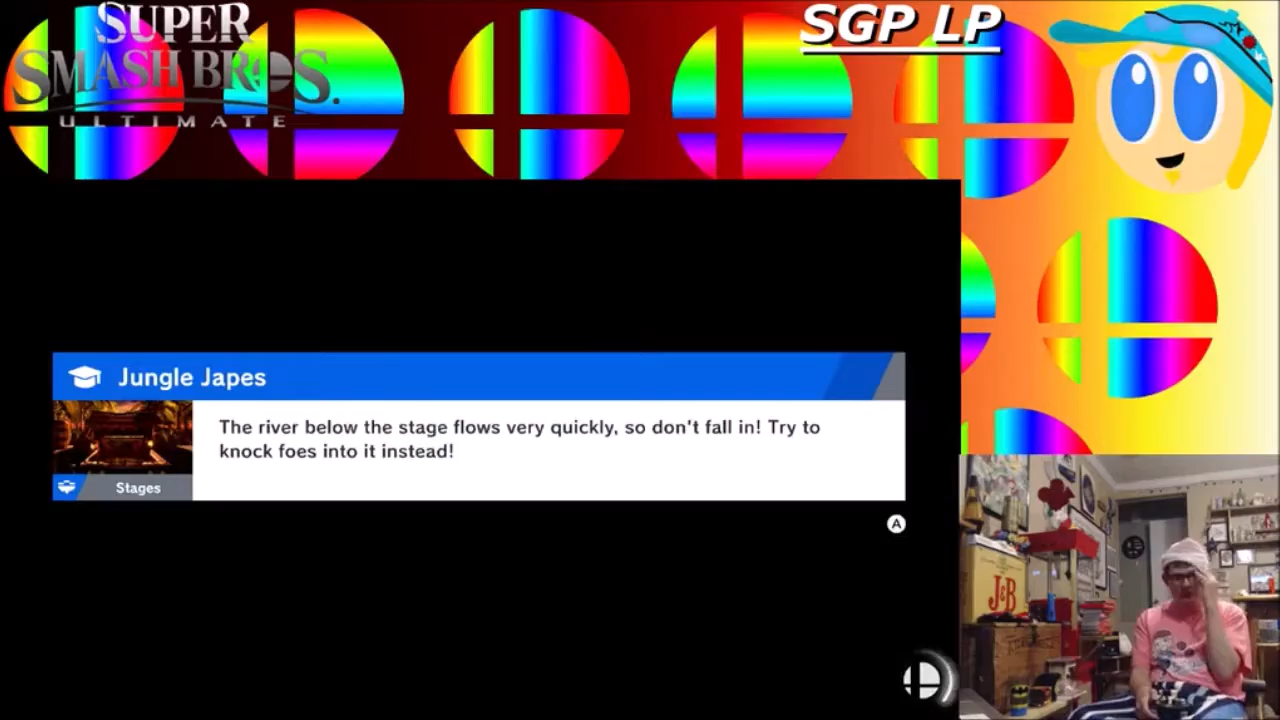 SUPER
SMASH BROS.
ULTIMATE
SGP LP
Jungle Japes
The river below the stage flows very quickly, so don't fall in! Try to
knock foes into it instead!
Stages
A
J&B